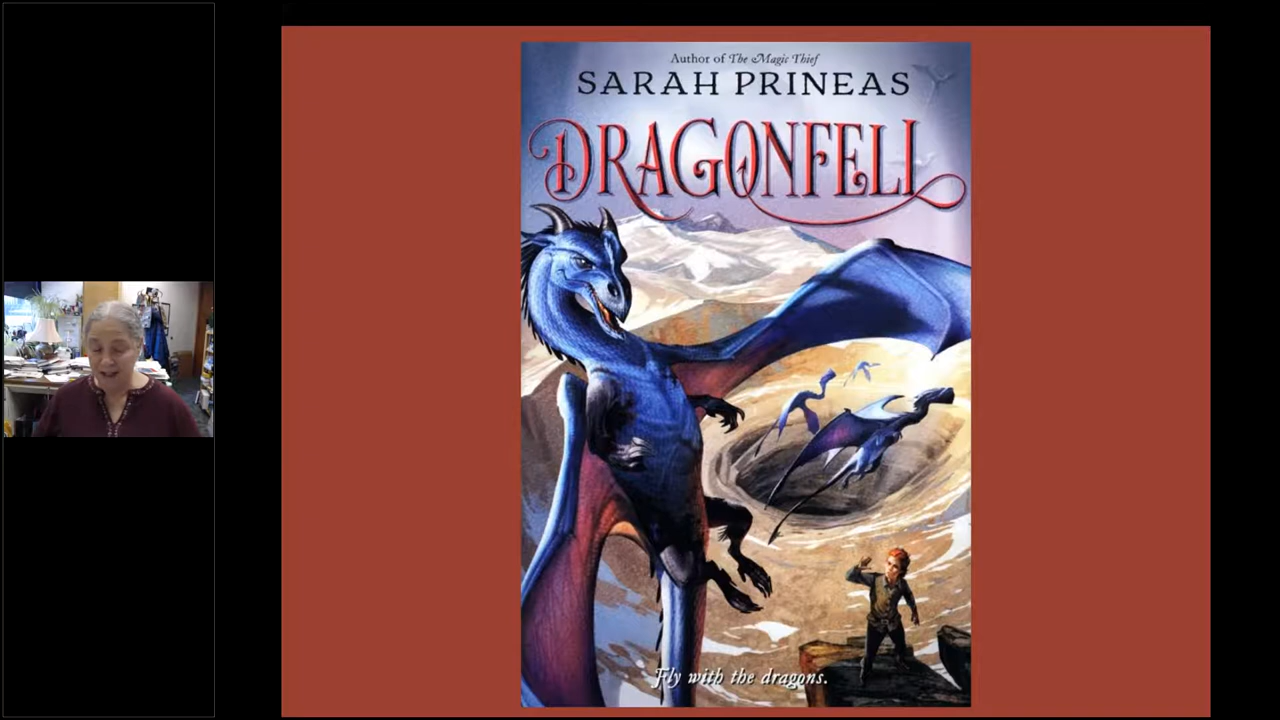 Author of The Magic Thief
SARAH PRINEAS
DRAGONFELL
Fly with the dragons.